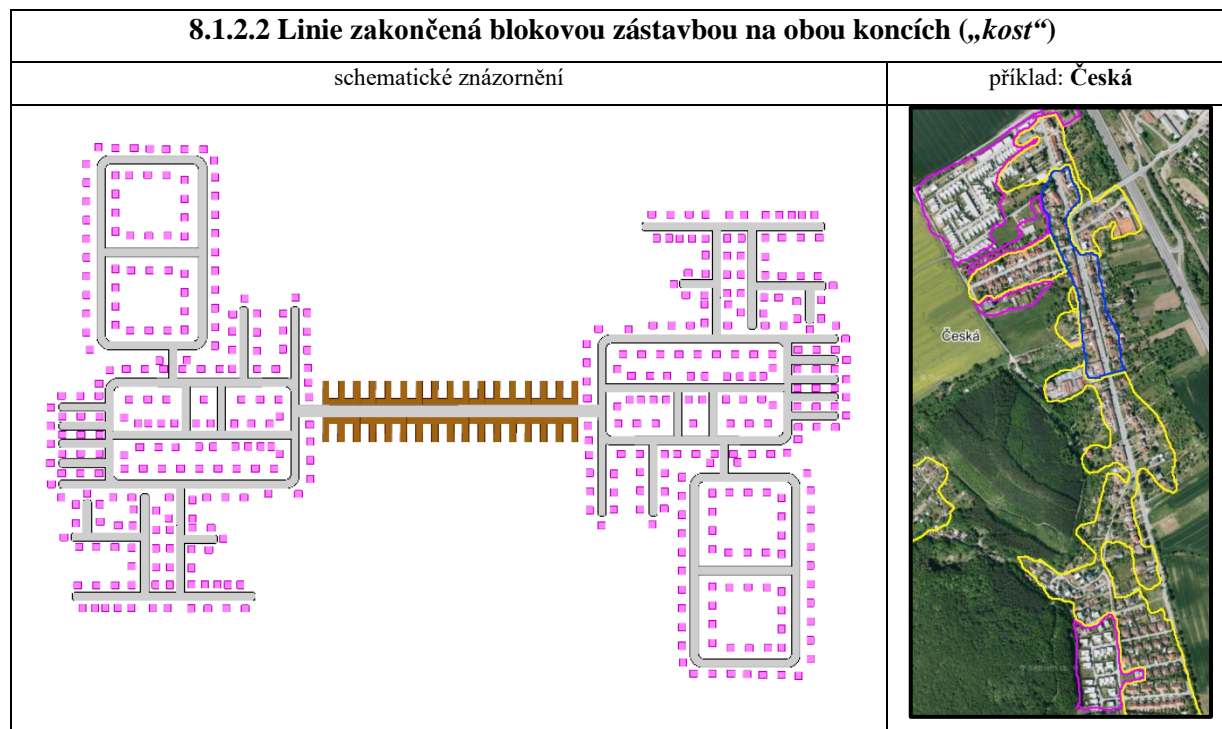 8.1.2.2 Linie zakončená blokovou zástavbou na obou koncích („kost“)
schematické znázornění
příklad: Česká
Česká